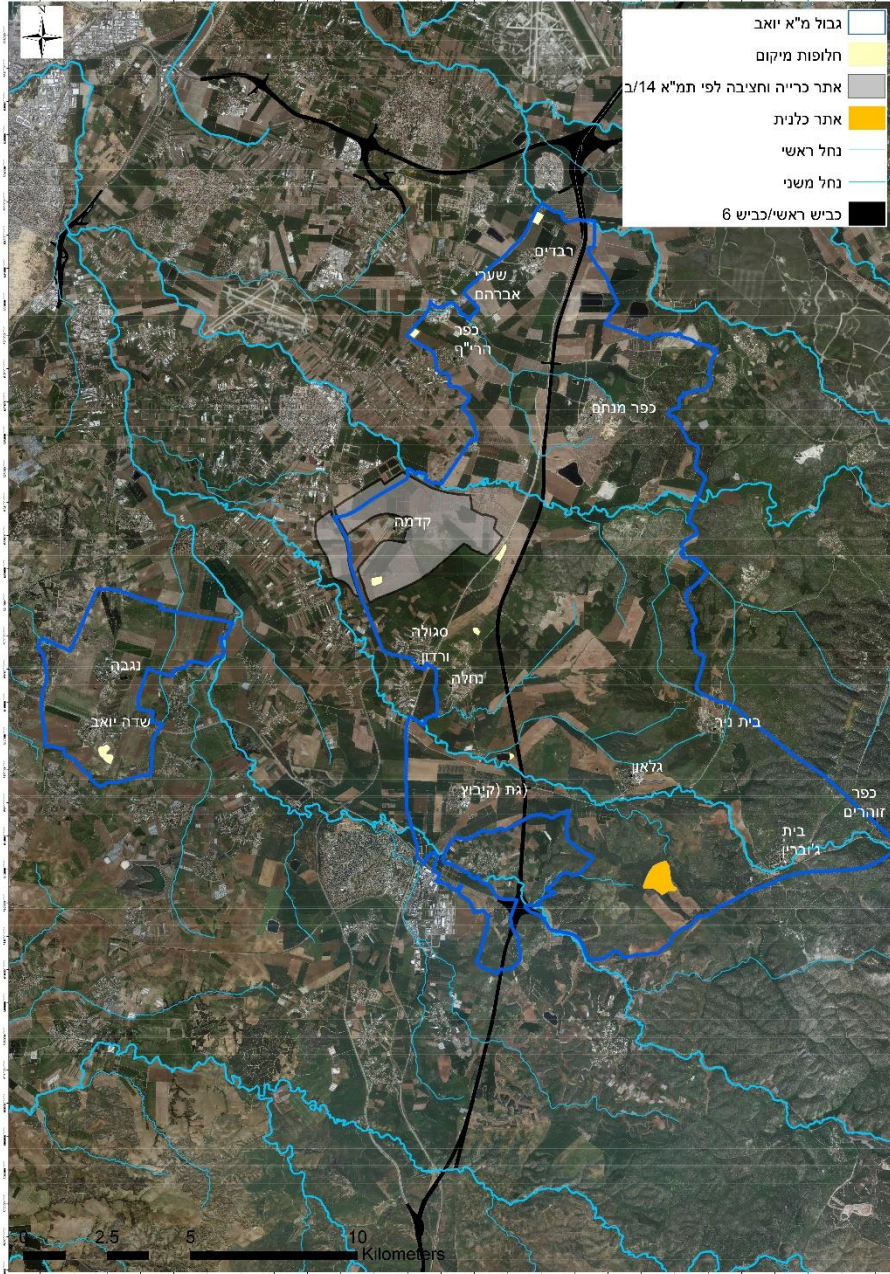 גבול מ"א יואב
חלופות מיקום
אתר כרייה וחציבה לפי תמ"א 14/ב
אתר כלנית
נחל ראשי
נחל משני
כביש ראשי/כביש 6
רבדים
שערי
אברהם
כפר
הרי"ף
כפר מנחם
קדמה
סגולה
ורדון
נחלה
נגבה
שדה יואב
בית ניר
גלאון
גת (קיבוץ)
כפר
זוהרים
בית
ג'וברין
0 2.5 5 10
Kilometers